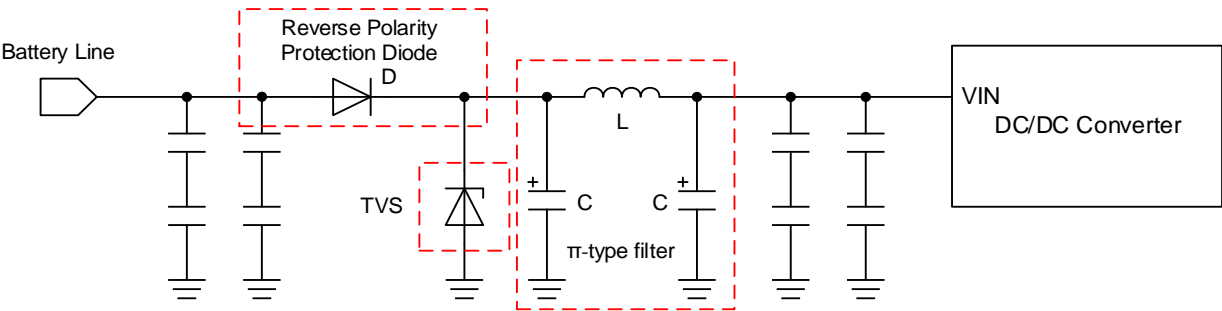 Reverse Polarity
Protection Diode
Battery Line
D
VIN
DC/DC Converter
L
+
+
TVS
C
C
π-type filter